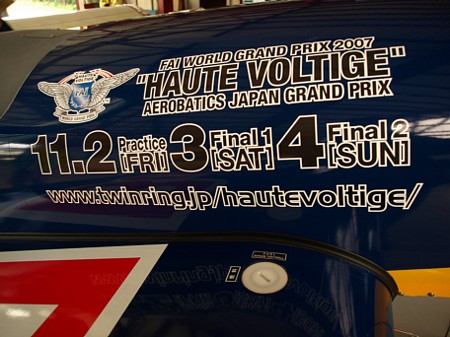 FAI WORLD GRAND PRIX 2007
"HAUTE VOLTIGE"
AEROBATICS JAPAN GRAND PRIX
FAI
11.2 Practice [FRI] 3 Final 1 [SAT] 4 Final 2 [SUN]
www.twinring.jp/hautevoltige/